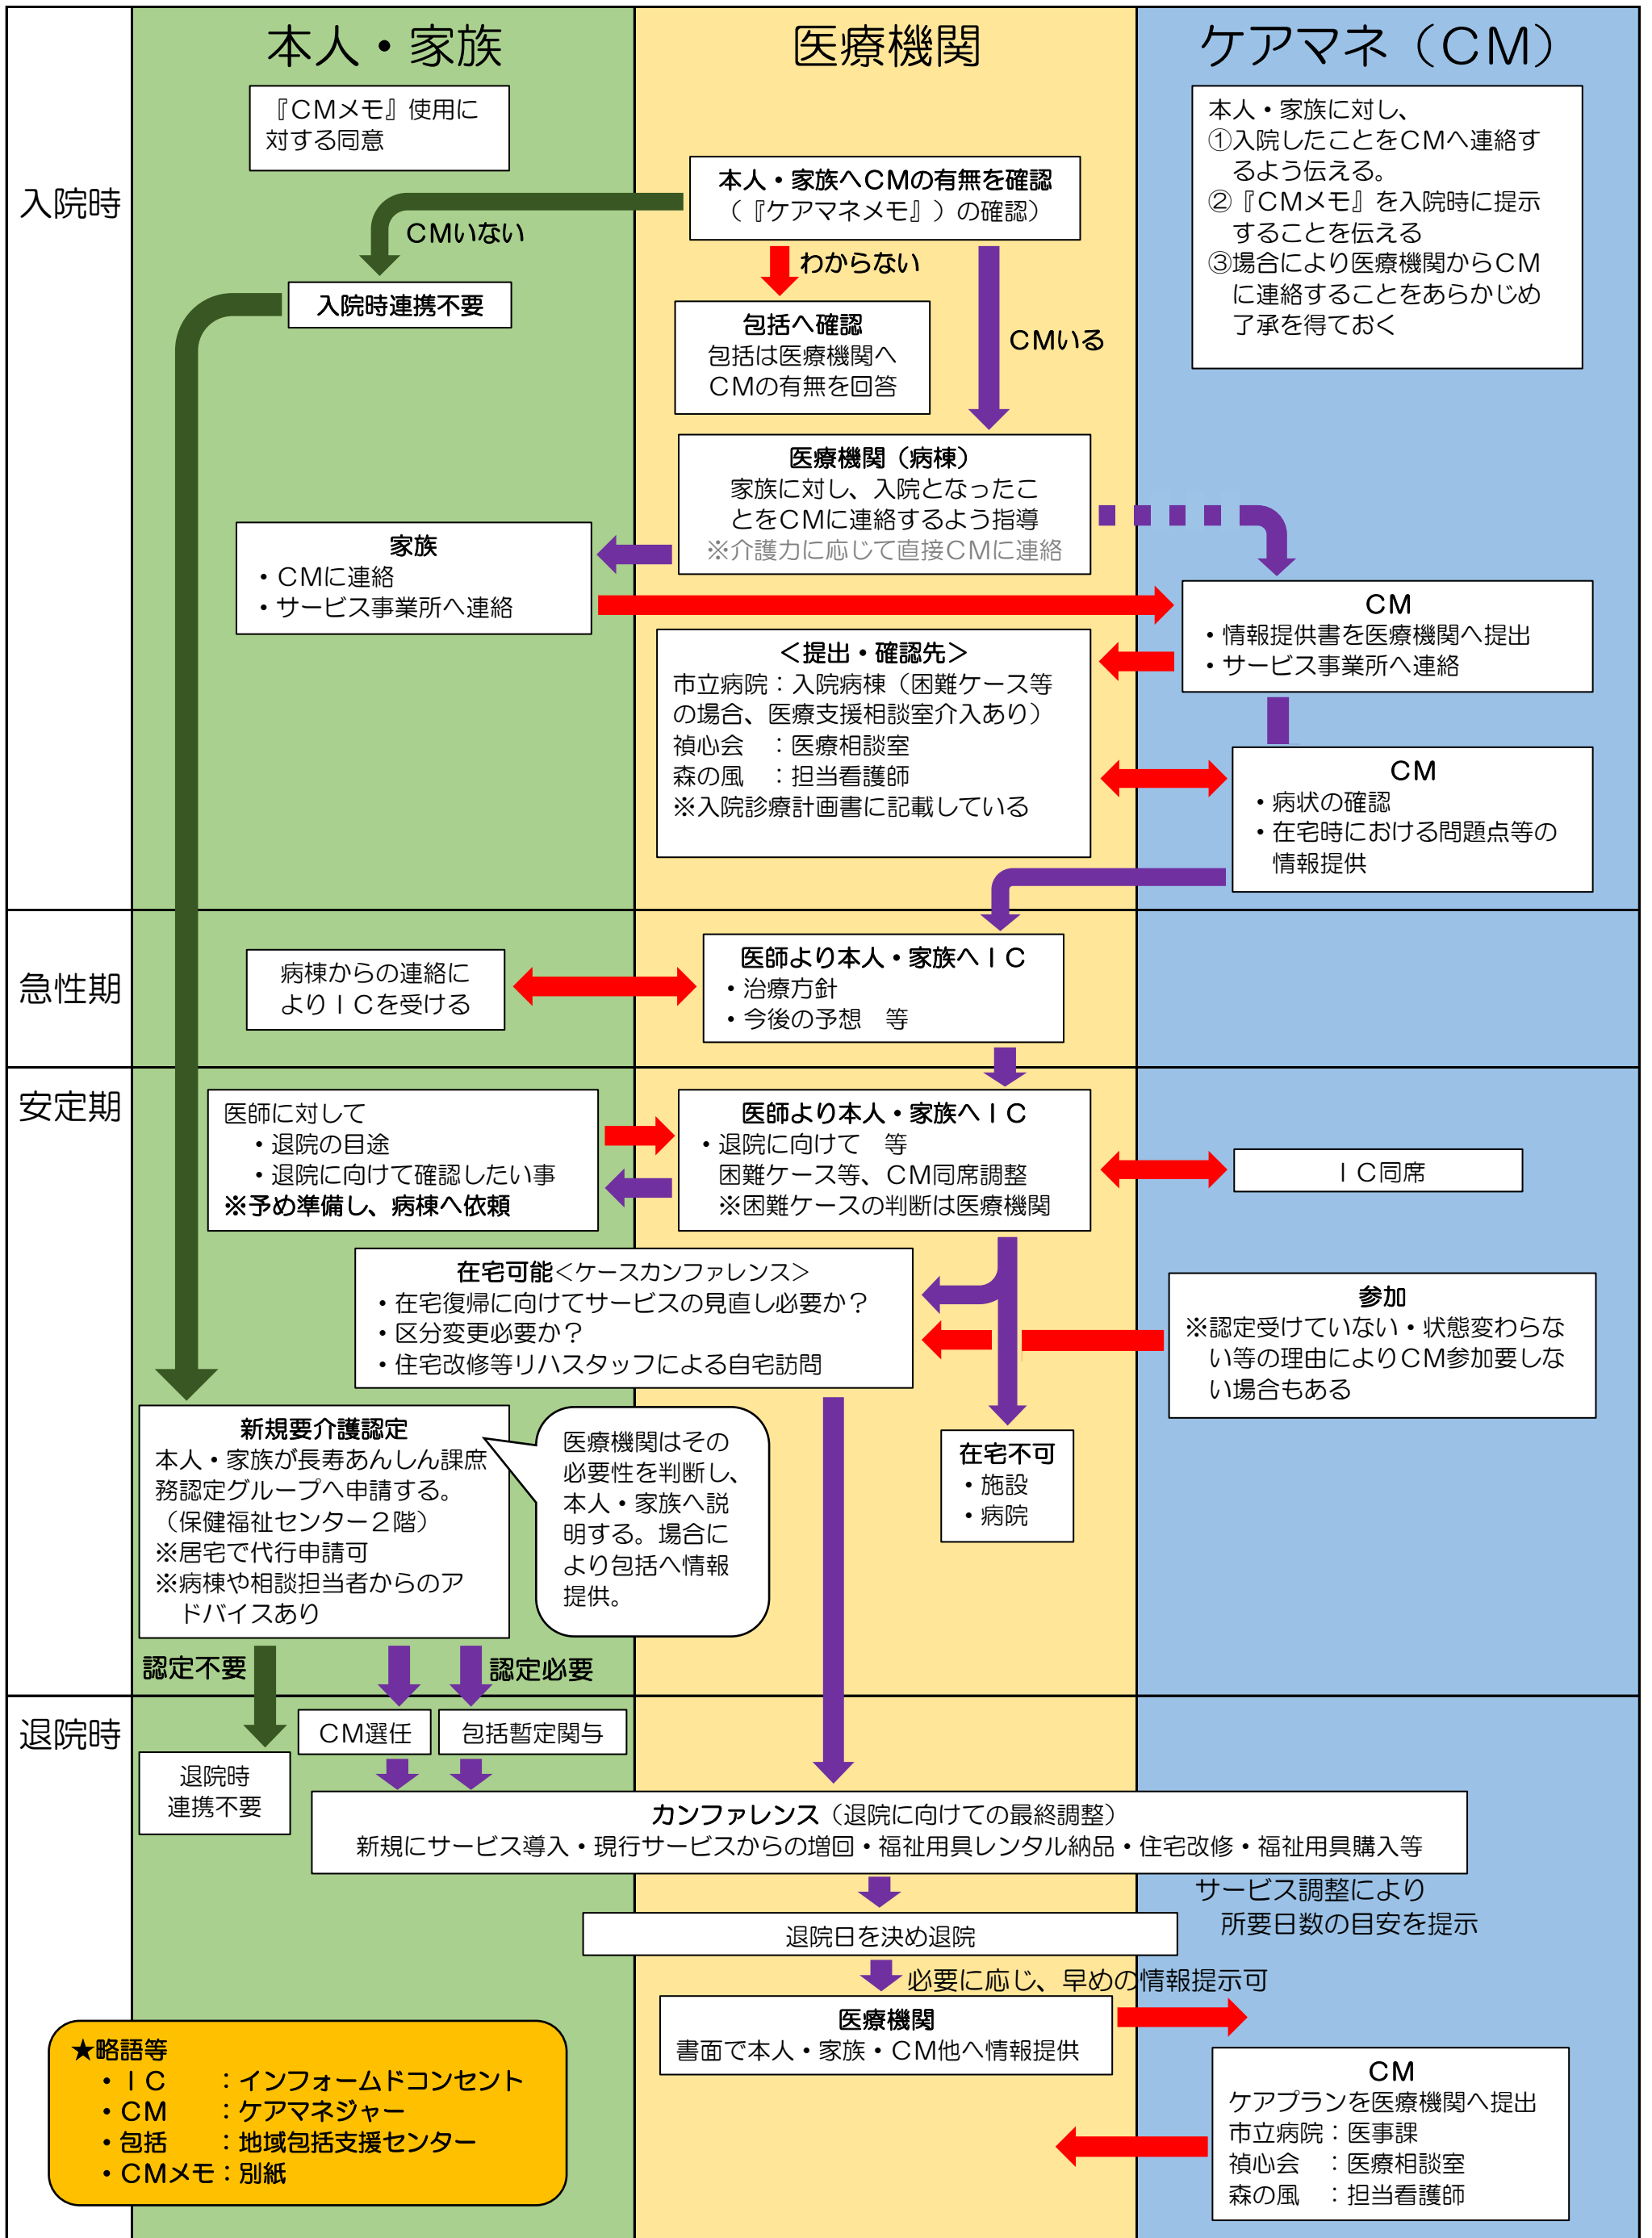 本人・家族
医療機関
ケアマネ（ＣＭ）
入院時
『ＣＭメモ』使用に
対する同意
本人・家族へＣＭの有無を確認
（『ケアマネメモ』）の確認）
本人・家族に対し、
①入院したことをＣＭへ連絡す
るよう伝える。
②『ＣＭメモ』を入院時に提示
することを伝える
③場合により医療機関からＣＭ
に連絡することをあらかじめ
了承を得ておく
ＣＭいない
わからない
ＣＭいる
入院時連携不要
包括へ確認
包括は医療機関へ
ＣＭの有無を回答
医療機関（病棟）
家族に対し、入院となったこ
とをＣＭに連絡するよう指導
※介護力に応じて直接ＣＭに連絡
家族
・ＣＭに連絡
・サービス事業所へ連絡
ＣＭ
・情報提供書を医療機関へ提出
・サービス事業所へ連絡
＜提出・確認先＞
市立病院：入院病棟（困難ケース等
の場合、医療支援相談室介入あり）
禎心会　：医療相談室
森の風　：担当看護師
※入院診療計画書に記載している
ＣＭ
・病状の確認
・在宅時における問題点等の
情報提供
急性期
病棟からの連絡に
よりＩＣを受ける
医師より本人・家族へＩＣ
・治療方針
・今後の予想　等
安定期
医師に対して
・退院の目途
・退院に向けて確認したい事
※予め準備し、病棟へ依頼
医師より本人・家族へＩＣ
・退院に向けて　等
困難ケース等、ＣＭ同席調整
※困難ケースの判断は医療機関
ＩＣ同席
在宅可能＜ケースカンファレンス＞
・在宅復帰に向けてサービスの見直し必要か？
・区分変更必要か？
・住宅改修等リハスタッフによる自宅訪問
参加
※認定受けていない・状態変わらな
い等の理由によりＣＭ参加要しな
い場合もある
新規要介護認定
本人・家族が長寿あんしん課庶
務認定グループへ申請する。
（保健福祉センター２階）
※居宅で代行申請可
※病棟や相談担当者からのア
ドバイスあり
医療機関はその
必要性を判断し、
本人・家族へ説
明する。場合に
より包括へ情報
提供。
在宅不可
・施設
・病院
認定不要
認定必要
退院時
ＣＭ選任
包括暫定関与
退院時
連携不要
カンファレンス（退院に向けての最終調整）
新規にサービス導入・現行サービスからの増回・福祉用具レンタル納品・住宅改修・福祉用具購入等
サービス調整により
所要日数の目安を提示
退院日を決め退院
必要に応じ、早めの情報提示可
医療機関
書面で本人・家族・ＣＭ他へ情報提供
ＣＭ
ケアプランを医療機関へ提出
市立病院：医事課
禎心会　：医療相談室
森の風　：担当看護師
★略語等
・ＩＣ　　：インフォームドコンセント
・ＣＭ　　：ケアマネジャー
・包括　　：地域包括支援センター
・ＣＭメモ：別紙